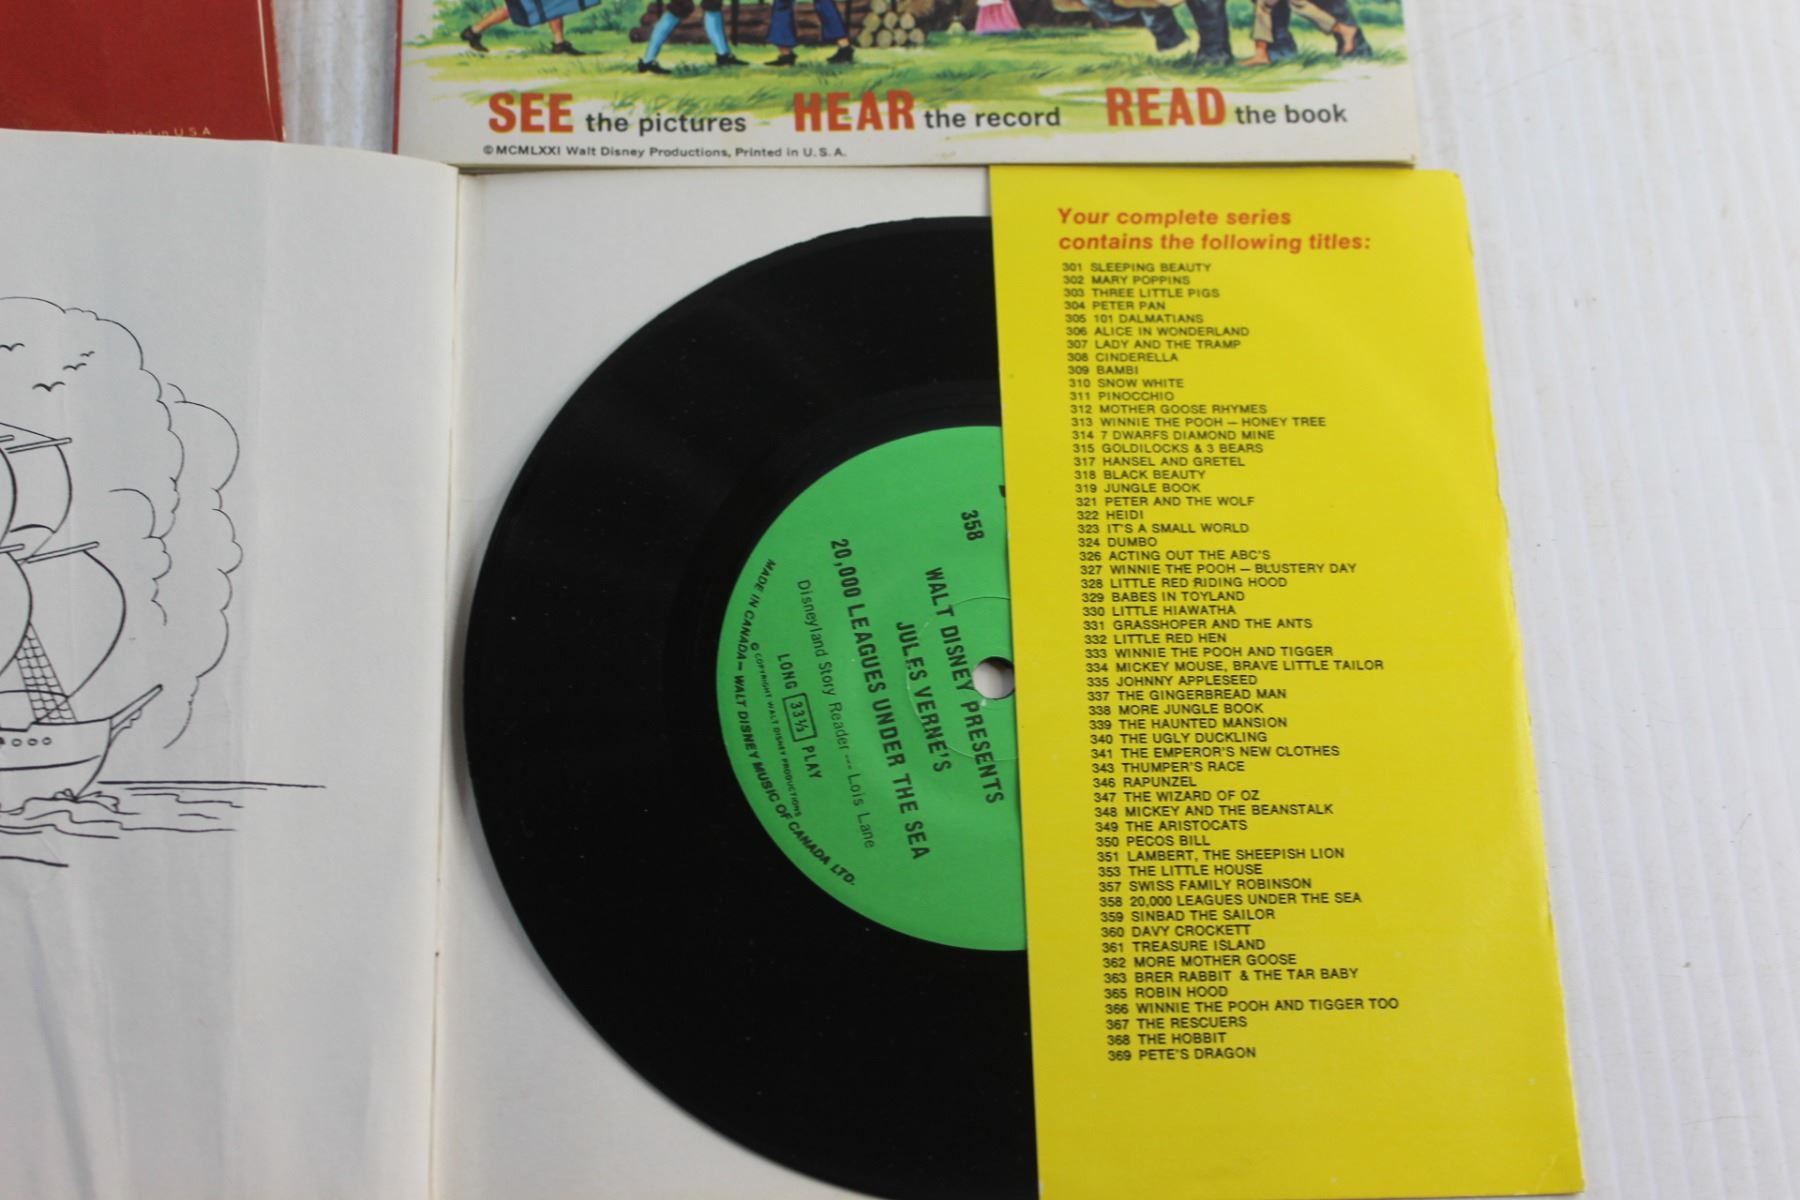 Printed in U S A
SEE the pictures HEAR the record READ the book
©MCMLXXI Walt Disney Productions, Printed in U.S.A.
Your complete series
contains the following titles:
301 SLEEPING BEAUTY
302 MARY POPPINS
303 THREE LITTLE PIGS
304 PETER PAN
305 101 DALMATIANS
306 ALICE IN WONDERLAND
307 LADY AND THE TRAMP
308 CINDERELLA
309 BAMBI
310 SNOW WHITE
311 PINOCCHIO
312 MOTHER GOOSE RHYMES
313 WINNIE THE POOH — HONEY TREE
314 7 DWARFS DIAMOND MINE
315 GOLDILOCKS & 3 BEARS
317 HANSEL AND GRETEL
318 BLACK BEAUTY
319 JUNGLE BOOK
321 PETER AND THE WOLF
322 HEIDI
323 IT'S A SMALL WORLD
324 DUMBO
326 ACTING OUT THE ABC'S
327 WINNIE THE POOH — BLUSTERY DAY
328 LITTLE RED RIDING HOOD
329 BABES IN TOYLAND
330 LITTLE HIAWATHA
331 GRASSHOPER AND THE ANTS
332 LITTLE RED HEN
333 WINNIE THE POOH AND TIGGER
334 MICKEY MOUSE, BRAVE LITTLE TAILOR
335 JOHNNY APPLESEED
337 THE GINGERBREAD MAN
338 MORE JUNGLE BOOK
339 THE HAUNTED MANSION
340 THE UGLY DUCKLING
341 THE EMPEROR'S NEW CLOTHES
343 THUMPER'S RACE
346 RAPUNZEL
347 THE WIZARD OF OZ
348 MICKEY AND THE BEANSTALK
349 THE ARISTOCATS
350 PECOS BILL
351 LAMBERT, THE SHEEPISH LION
353 THE LITTLE HOUSE
357 SWISS FAMILY ROBINSON
358 20,000 LEAGUES UNDER THE SEA
359 SINBAD THE SAILOR
360 DAVY CROCKETT
361 TREASURE ISLAND
362 MORE MOTHER GOOSE
363 BRER RABBIT & THE TAR BABY
365 ROBIN HOOD
366 WINNIE THE POOH AND TIGGER TOO
367 THE RESCUERS
368 THE HOBBIT
369 PETE'S DRAGON
358
WALT DISNEY PRESENTS
JULES VERNE'S
20,000 LEAGUES UNDER THE SEA
Disneyland Story Reader --- Lois Lane
LONG 33⅓ PLAY
© COPYRIGHT WALT DISNEY PRODUCTIONS
MADE IN CANADA — WALT DISNEY MUSIC OF CANADA LTD.